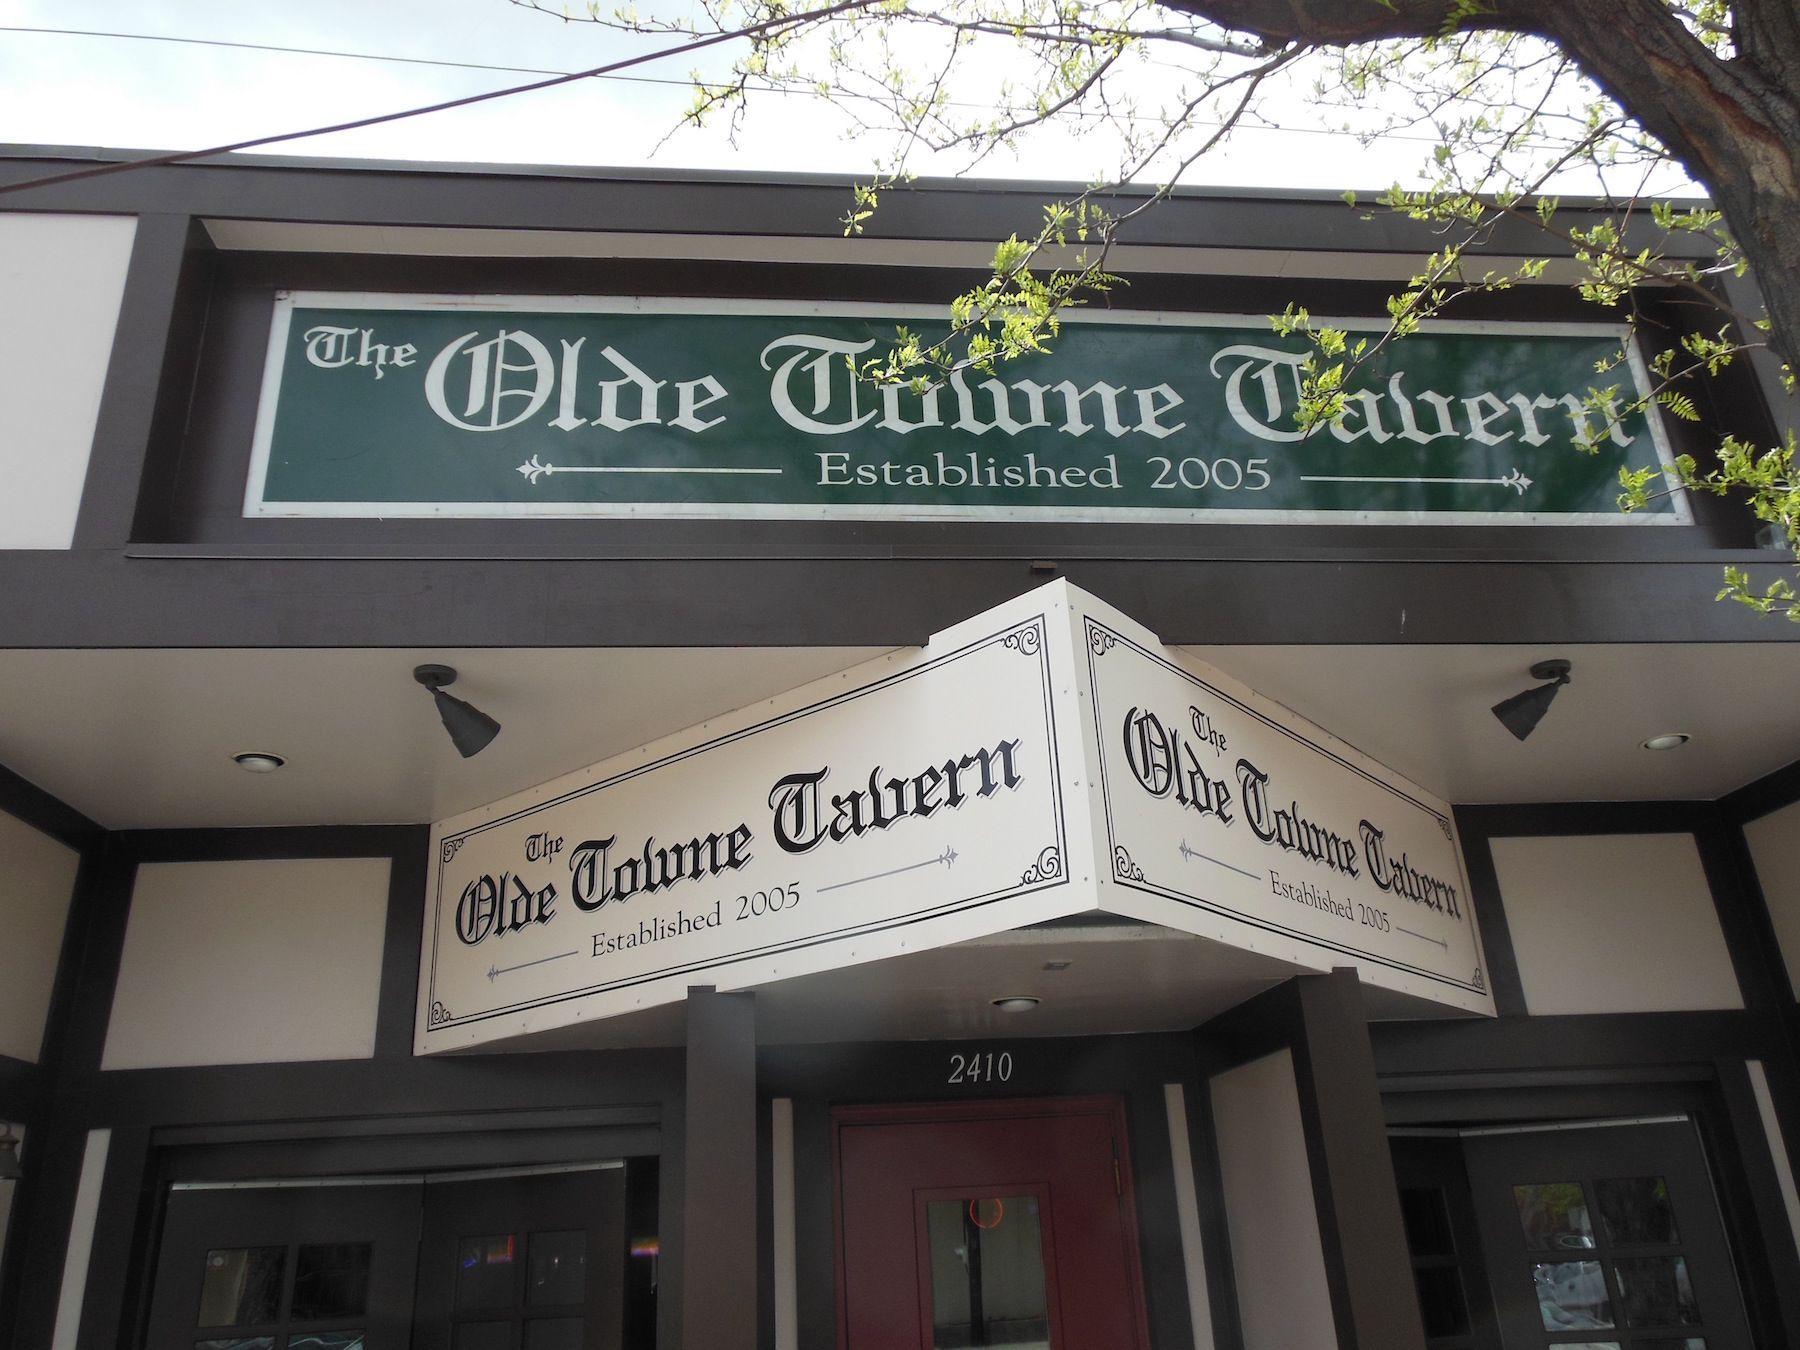 The Olde Towne Tavern
Established 2005
The
Olde Towne Tavern
Established 2005
The
Olde Towne Tavern
Established 2005
2410